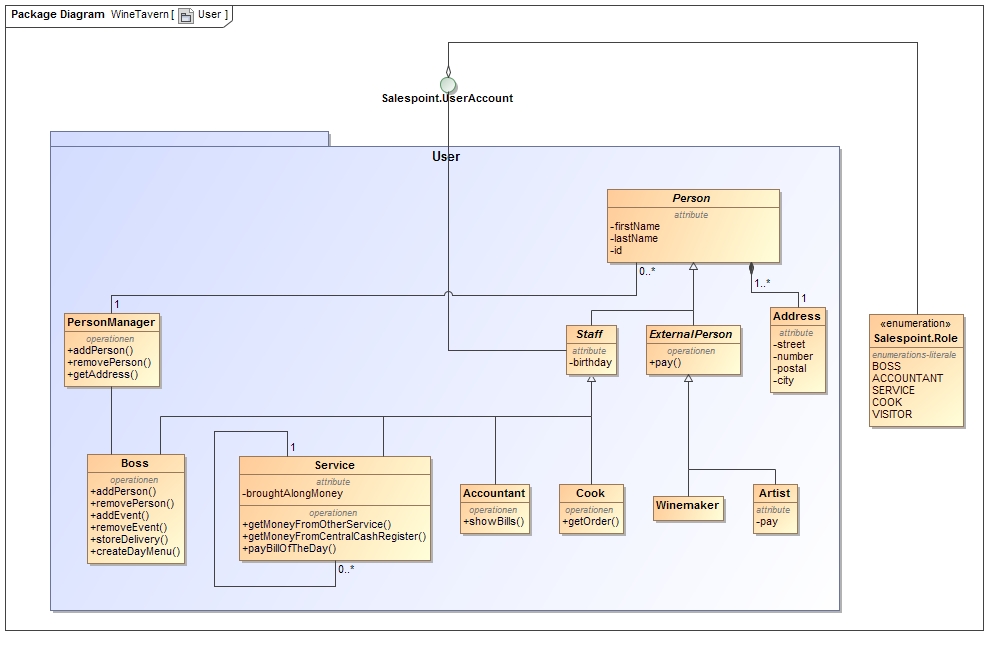 Package Diagram WineTavern [ User ]
Salespoint.UserAccount
User
Person
attribute
-firstName
-lastName
-id
0..*
1..*
1
1
PersonManager
operationen
+addPerson()
+removePerson()
+getAddress()
Staff
attribute
-birthday
ExternalPerson
operationen
+pay()
Address
attribute
-street
-number
-postal
-city
«enumeration»
Salespoint.Role
enumerations-literale
BOSS
ACCOUNTANT
SERVICE
COOK
VISITOR
Boss
operationen
+addPerson()
+removePerson()
+addEvent()
+removeEvent()
+storeDelivery()
+createDayMenu()
1
Service
attribute
-broughtAlongMoney
operationen
+getMoneyFromOtherService()
+getMoneyFromCentralCashRegister()
+payBillOfTheDay()
0..*
Accountant
operationen
+showBills()
Cook
operationen
+getOrder()
Winemaker
Artist
attribute
-pay